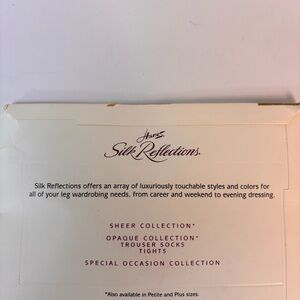 Hanes
Silk Reflections.
Silk Reflections offers an array of luxuriously touchable styles and colors for
all of your leg wardrobing needs, from career and weekend to evening dressing.
SHEER COLLECTION*
OPAQUE COLLECTION*
TROUSER SOCKS
TIGHTS
SPECIAL OCCASION COLLECTION
*Also available in Petite and Plus sizes.